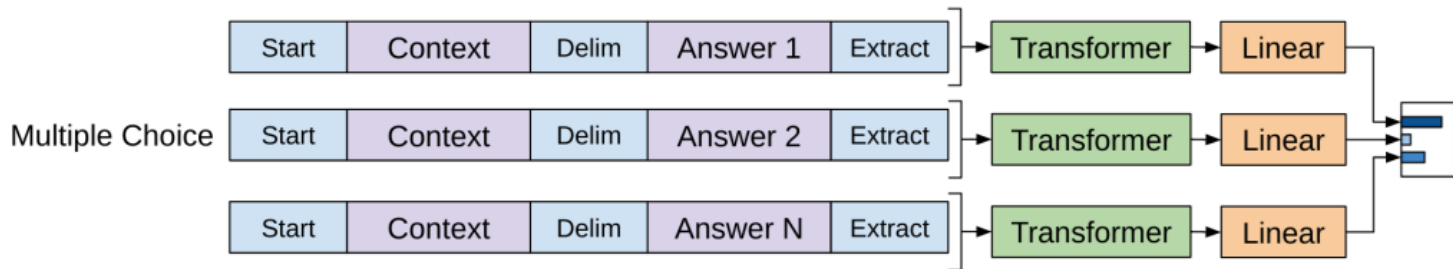 Start Context Delim Answer 1 Extract Transformer Linear
Multiple Choice Start Context Delim Answer 2 Extract Transformer Linear
Start Context Delim Answer N Extract Transformer Linear